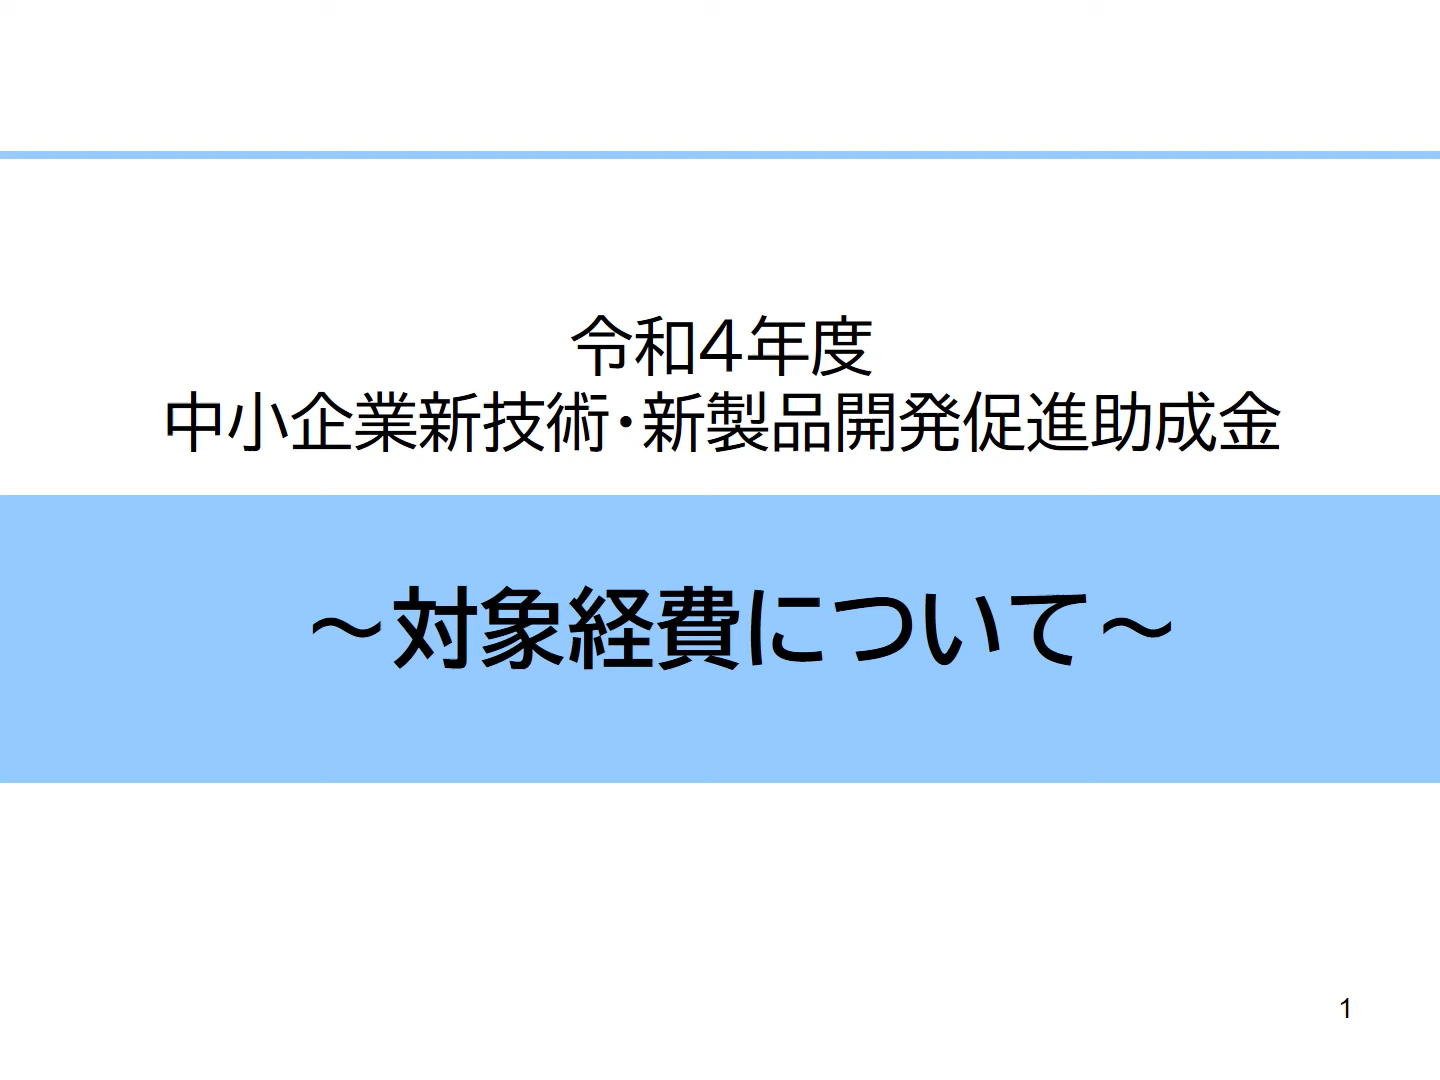 令和4年度
中小企業新技術・新製品開発促進助成金
～対象経費について～
1